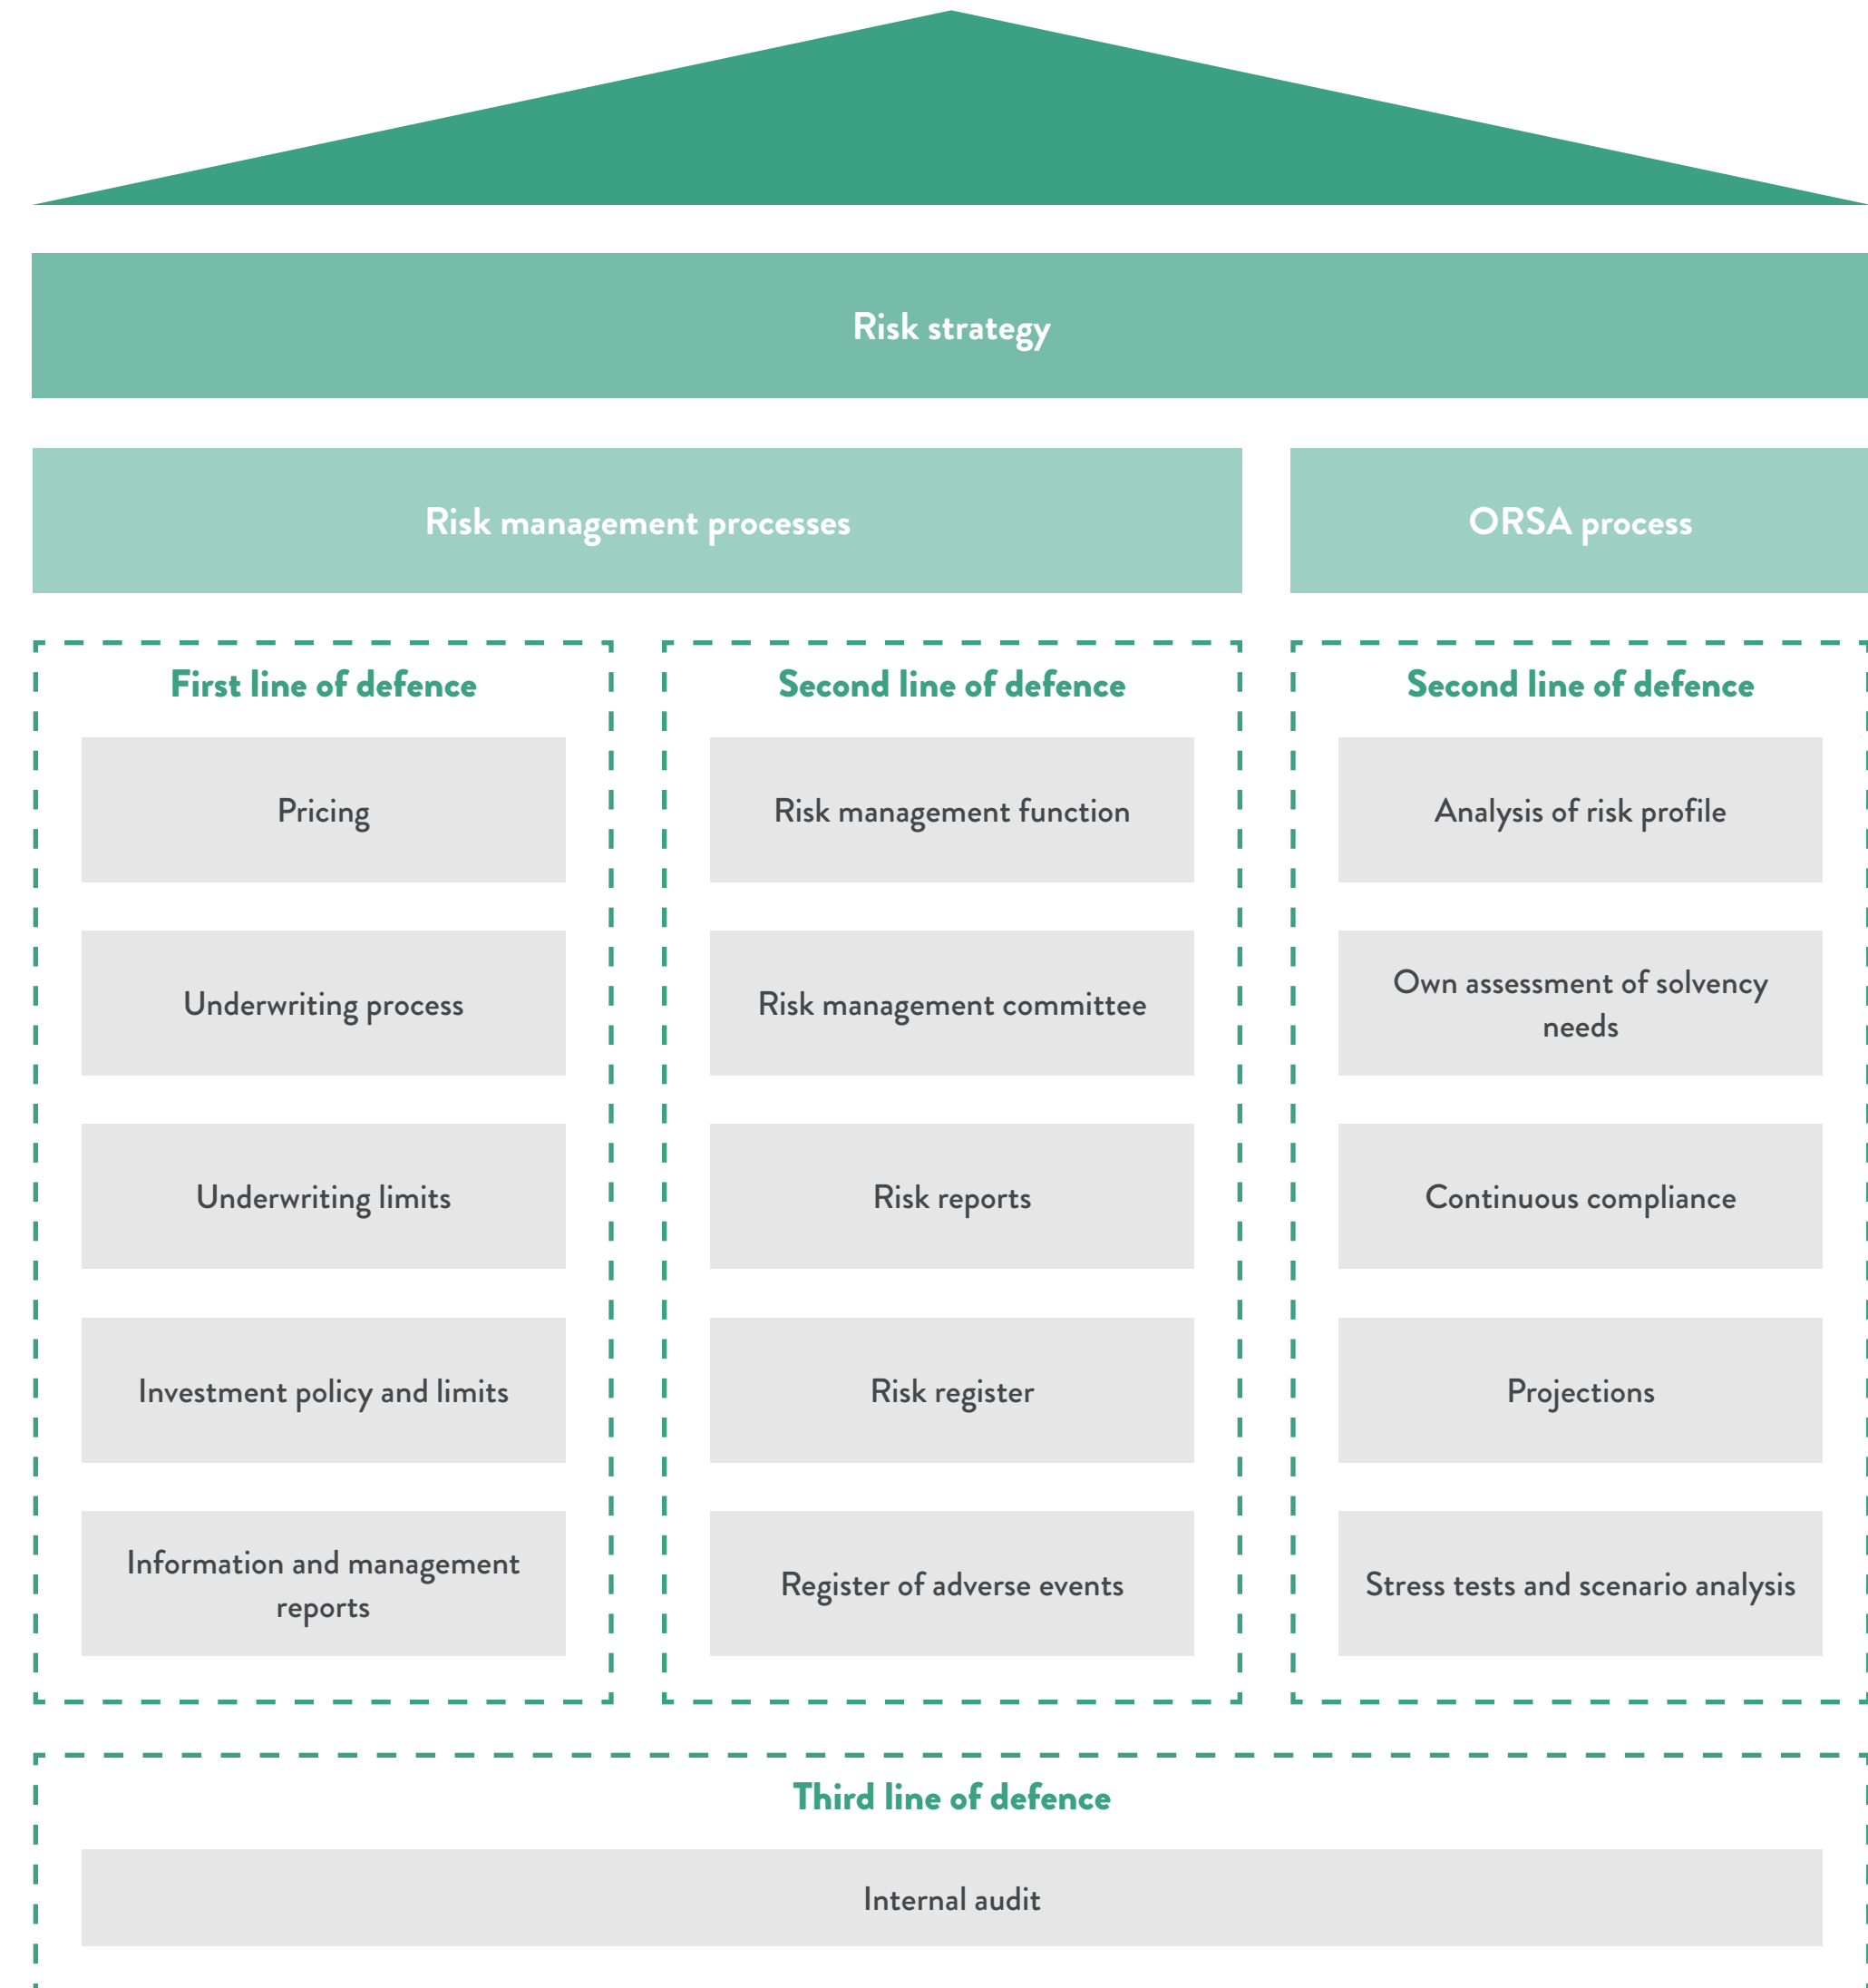 Risk strategy
Risk management processes
ORSA process
First line of defence
Pricing
Underwriting process
Underwriting limits
Investment policy and limits
Information and management
reports
Second line of defence
Risk management function
Risk management committee
Risk reports
Risk register
Register of adverse events
Second line of defence
Analysis of risk profile
Own assessment of solvency
needs
Continuous compliance
Projections
Stress tests and scenario analysis
Third line of defence
Internal audit